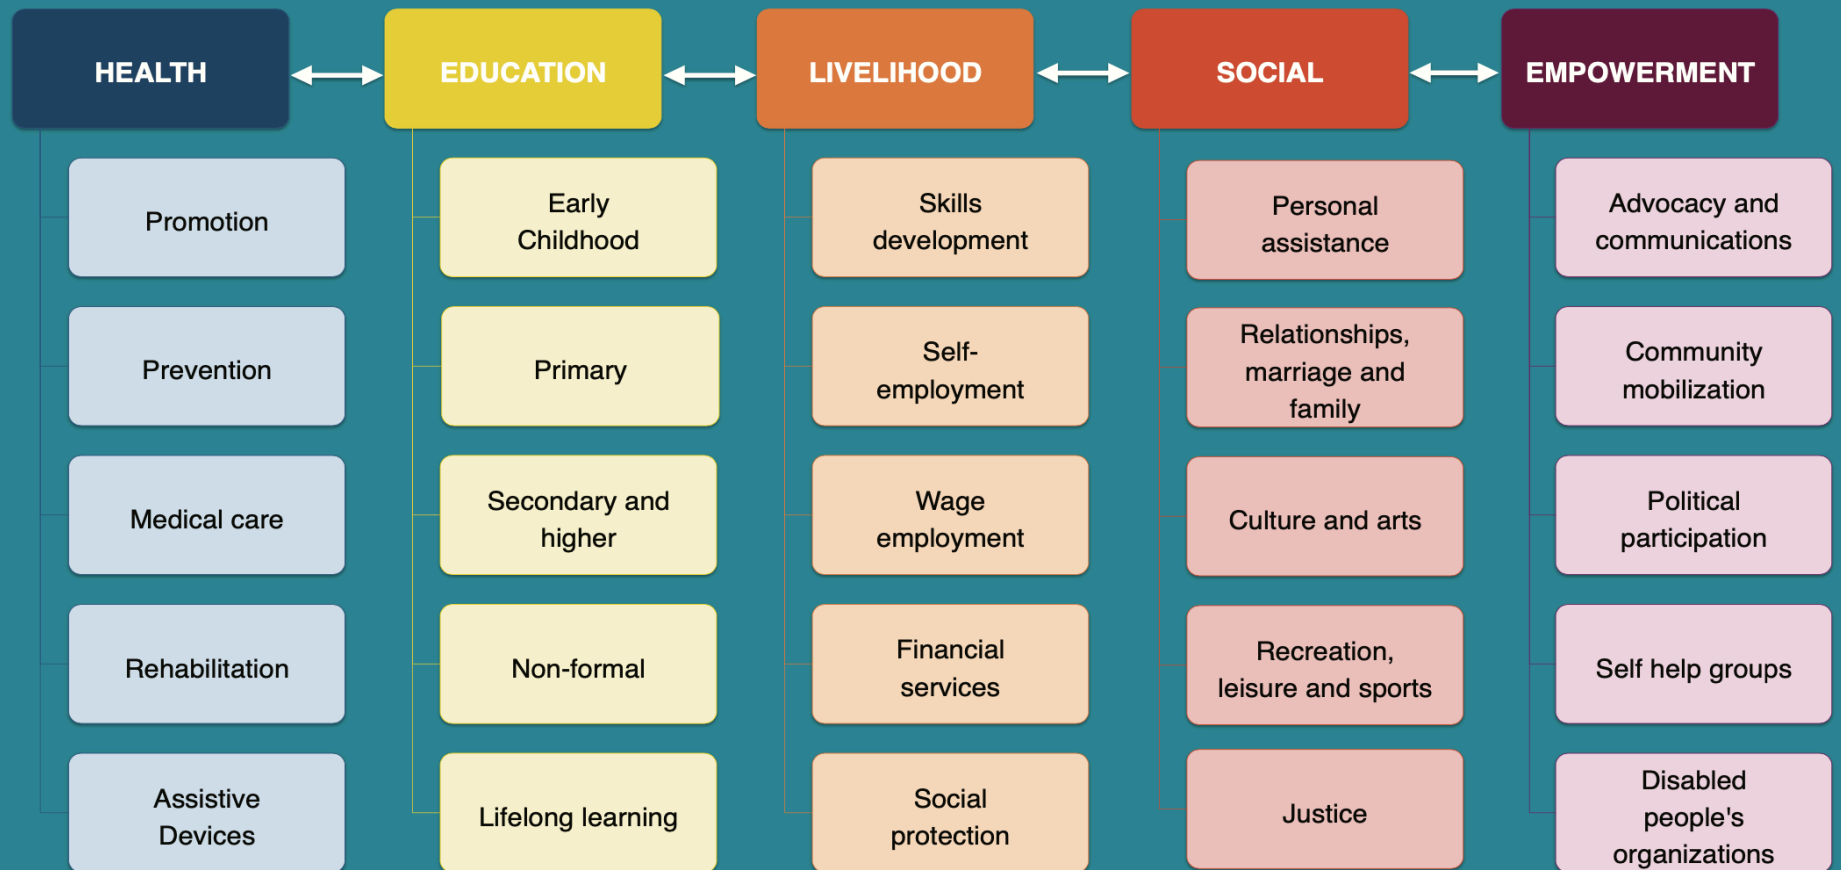 HEALTH
EDUCATION
LIVELIHOOD
SOCIAL
EMPOWERMENT
Promotion
Prevention
Medical care
Rehabilitation
Assistive
Devices
Early
Childhood
Primary
Secondary and
higher
Non-formal
Lifelong learning
Skills
development
Self-
employment
Wage
employment
Financial
services
Social
protection
Personal
assistance
Relationships,
marriage and
family
Culture and arts
Recreation,
leisure and sports
Justice
Advocacy and
communications
Community
mobilization
Political
participation
Self help groups
Disabled
people's
organizations